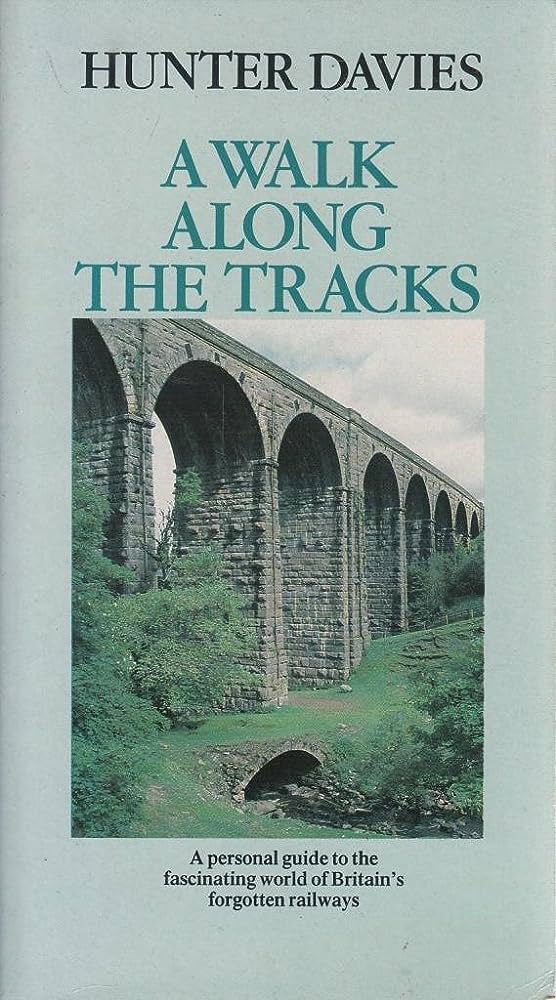 HUNTER DAVIES
A WALK
ALONG
THE TRACKS
A personal guide to the
fascinating world of Britain's
forgotten railways